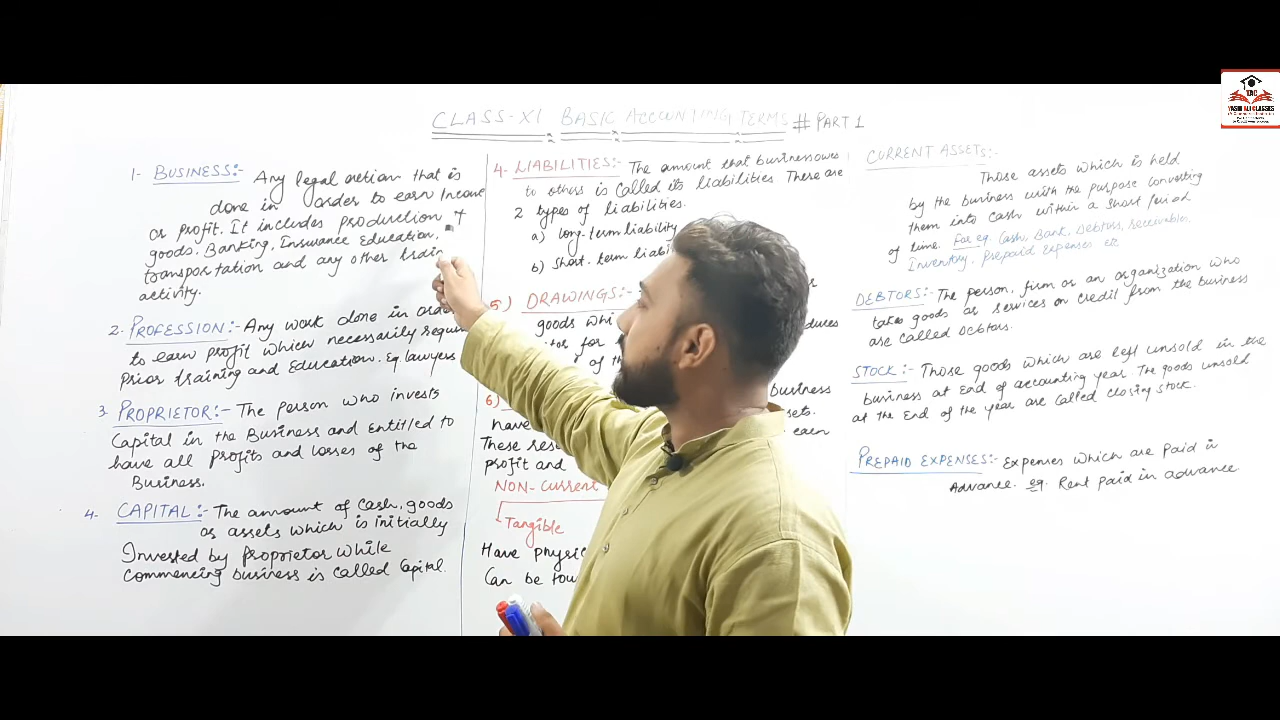 CLASS-XI BASIC ACCOUNTING TERMS # PART 1
1- BUSINESS:- Any legal action that is
done in order to earn Income
or profit. It includes production of
goods, Banking, Insurance Education,
transportation and any other
activity.
2. PROFESSION:- Any work done in
to earn profit which necessarily
prior training and Education. Eg. lawyers
3. PROPRIETOR:- The person who invests
Capital in the Business and Entitled to
have all profits and losses of the
Business.
4- CAPITAL:- The amount of Cash, goods
or assets which is initially
Invested by proprietor while
commencing business is called Capital.
4- LIABILITIES:- The amount that business owes
to others is called its liabilities There are
2 types of liabilities.
a) long-term liability
b) Short-term
5) DRAWINGS:-
goods
for
of
6) business
have
These earn
profit and
NON-CURRENT
Tangible
Have
Can be
CURRENT ASSETS:-
Those assets which is held
by the business with the purpose converting
them into cash within a short period
of time. For eg. Cash, Bank, Debtors, receivables,
Inventory, prepaid expenses etc
DEBTORS:- The person, firm or an organization who
takes goods or services on credit from the business
are called Debtors.
STOCK:- Those goods which are left unsold in the
business at End of accounting year. The goods unsold
at the End of the year are called closing stock.
PREPAID EXPENSES:- Expenses which are Paid in
Advance. eg. Rent paid in advance.
TAC
YASIN ALI CLASSES